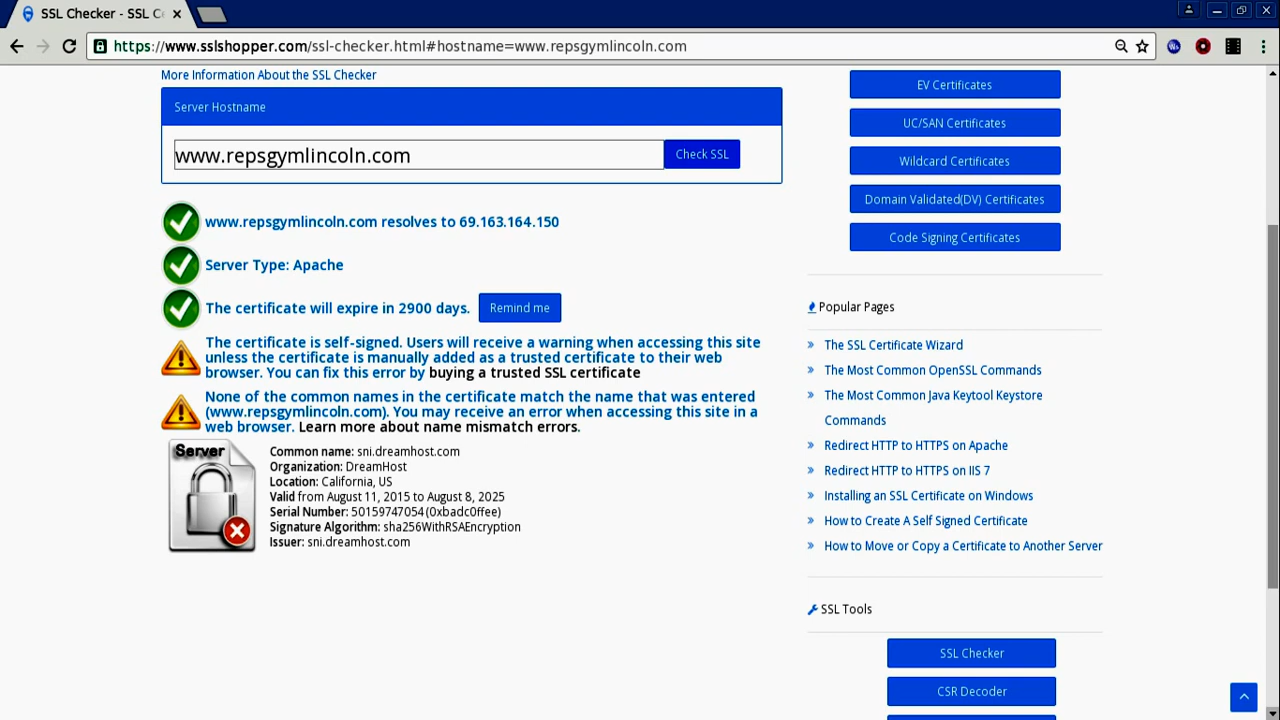 SSL Checker - SSL Ce
https://www.sslshopper.com/ssl-checker.html#hostname=www.repsgymlincoln.com
More Information About the SSL Checker
Server Hostname
www.repsgymlincoln.com
Check SSL
www.repsgymlincoln.com resolves to 69.163.164.150
Server Type: Apache
The certificate will expire in 2900 days.
Remind me
The certificate is self-signed. Users will receive a warning when accessing this site
unless the certificate is manually added as a trusted certificate to their web
browser. You can fix this error by buying a trusted SSL certificate
None of the common names in the certificate match the name that was entered
(www.repsgymlincoln.com). You may receive an error when accessing this site in a
web browser. Learn more about name mismatch errors.
Server
Common name: sni.dreamhost.com
Organization: DreamHost
Location: California, US
Valid from August 11, 2015 to August 8, 2025
Serial Number: 50159747054 (0xbadc0ffee)
Signature Algorithm: sha256WithRSAEncryption
Issuer: sni.dreamhost.com
EV Certificates
UC/SAN Certificates
Wildcard Certificates
Domain Validated(DV) Certificates
Code Signing Certificates
Popular Pages
The SSL Certificate Wizard
The Most Common OpenSSL Commands
The Most Common Java Keytool Keystore
Commands
Redirect HTTP to HTTPS on Apache
Redirect HTTP to HTTPS on IIS 7
Installing an SSL Certificate on Windows
How to Create A Self Signed Certificate
How to Move or Copy a Certificate to Another Server
SSL Tools
SSL Checker
CSR Decoder